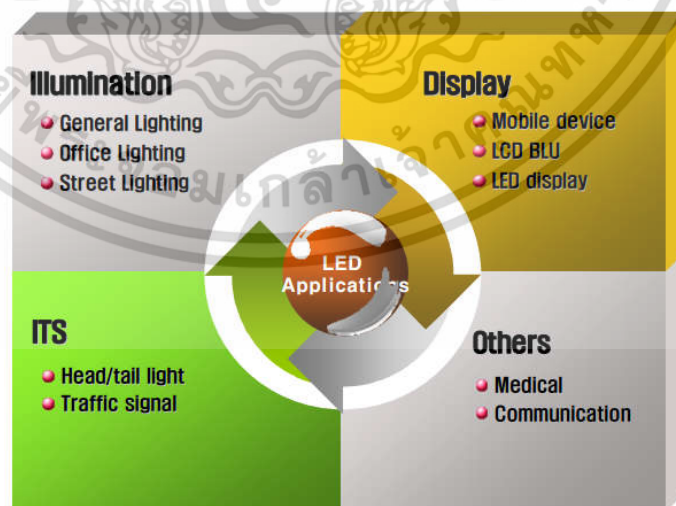 Illumination
General Lighting
Office Lighting
Street Lighting
Display
Mobile device
LCD BLU
LED display
LED
Applications
ITS
Head/tail light
Traffic signal
Others
Medical
Communication